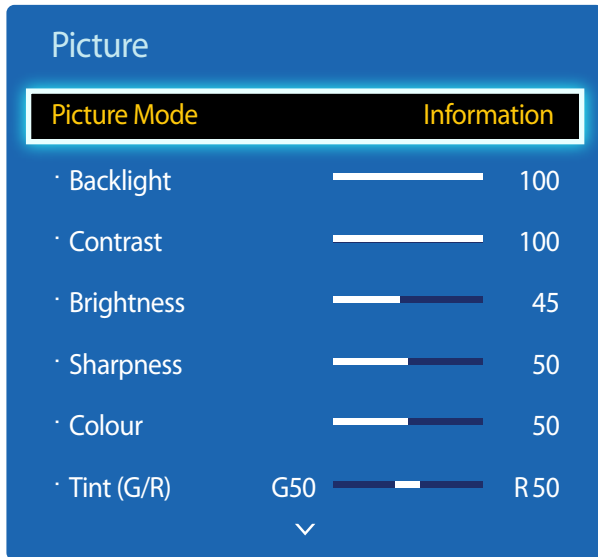 Picture
Picture Mode Information
· Backlight 100
· Contrast 100
· Brightness 45
· Sharpness 50
· Colour 50
· Tint (G/R) G50 R50